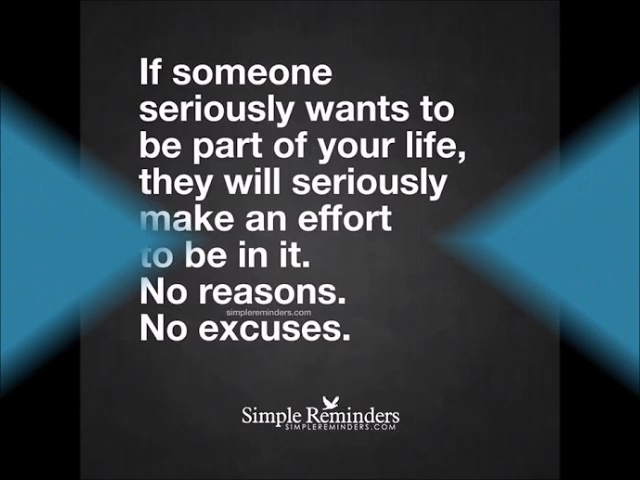 If someone
seriously wants to
be part of your life,
they will seriously
make an effort
to be in it.
No reasons.
simplereminders.com
No excuses.
Simple Reminders
SIMPLEREMINDERS.COM